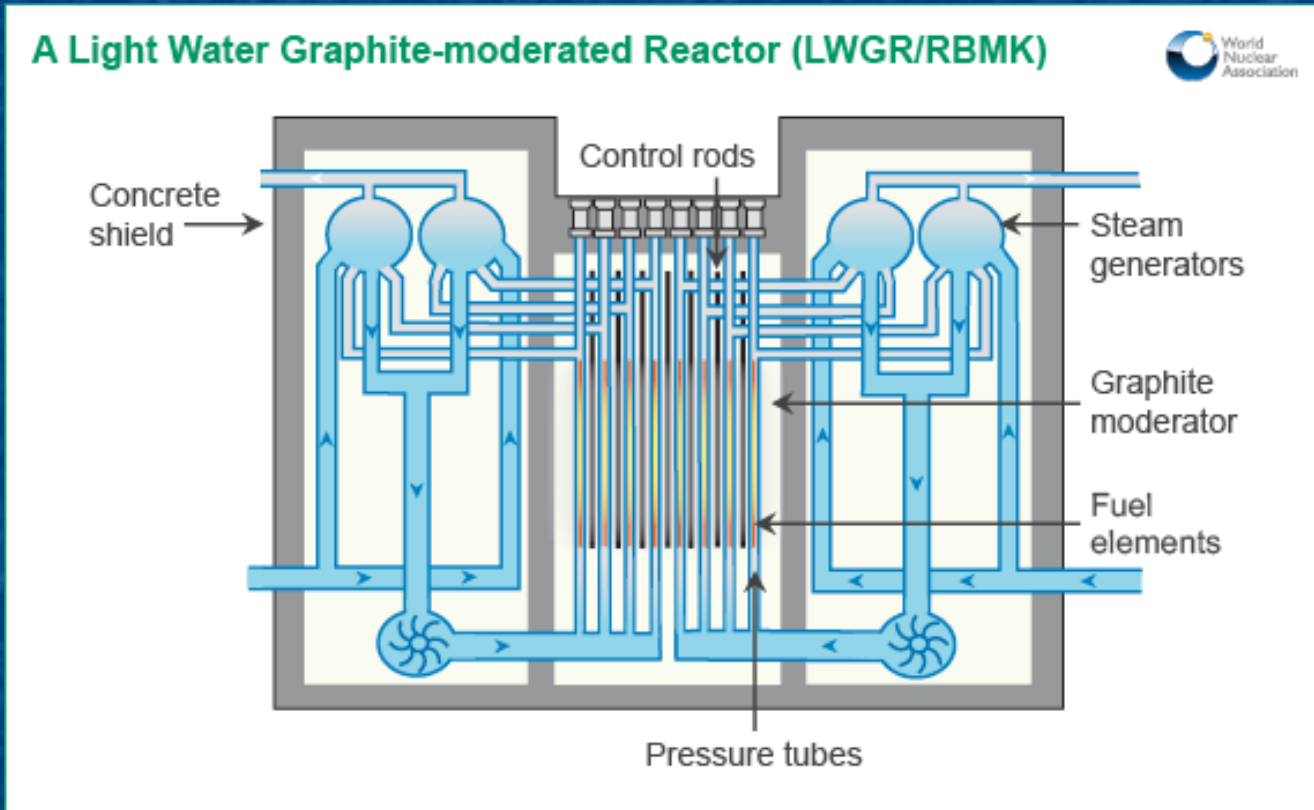 A Light Water Graphite-moderated Reactor (LWGR/RBMK)
World
Nuclear
Association
Control rods
Concrete
shield
Steam
generators
Graphite
moderator
Fuel
elements
Pressure tubes